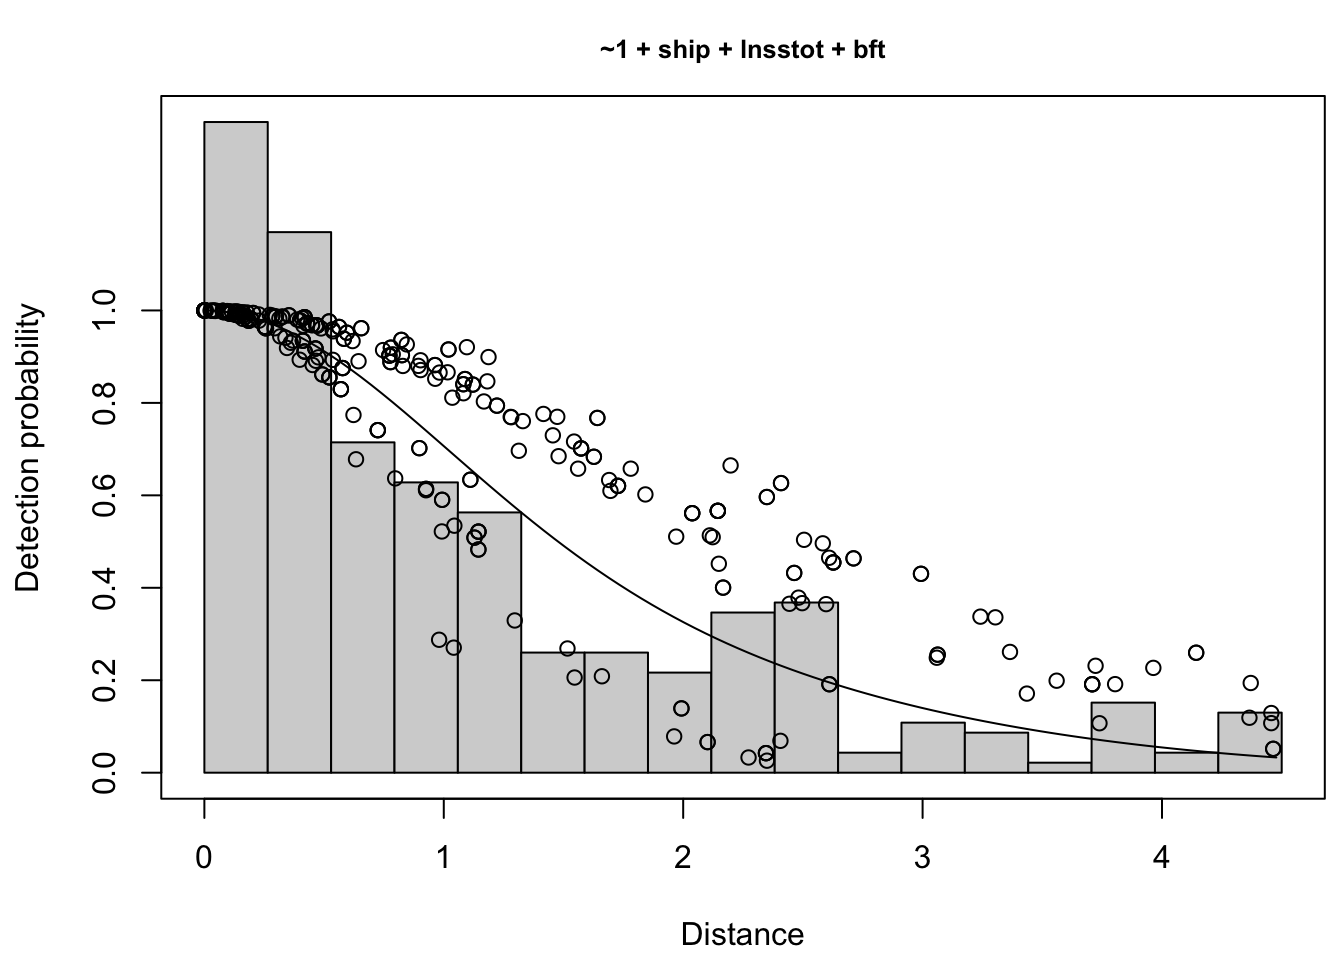 ~1 + ship + lnsstot + bft
Detection probability
1.0
0.8
0.6
0.4
0.2
0.0
0 1 2 3 4
Distance